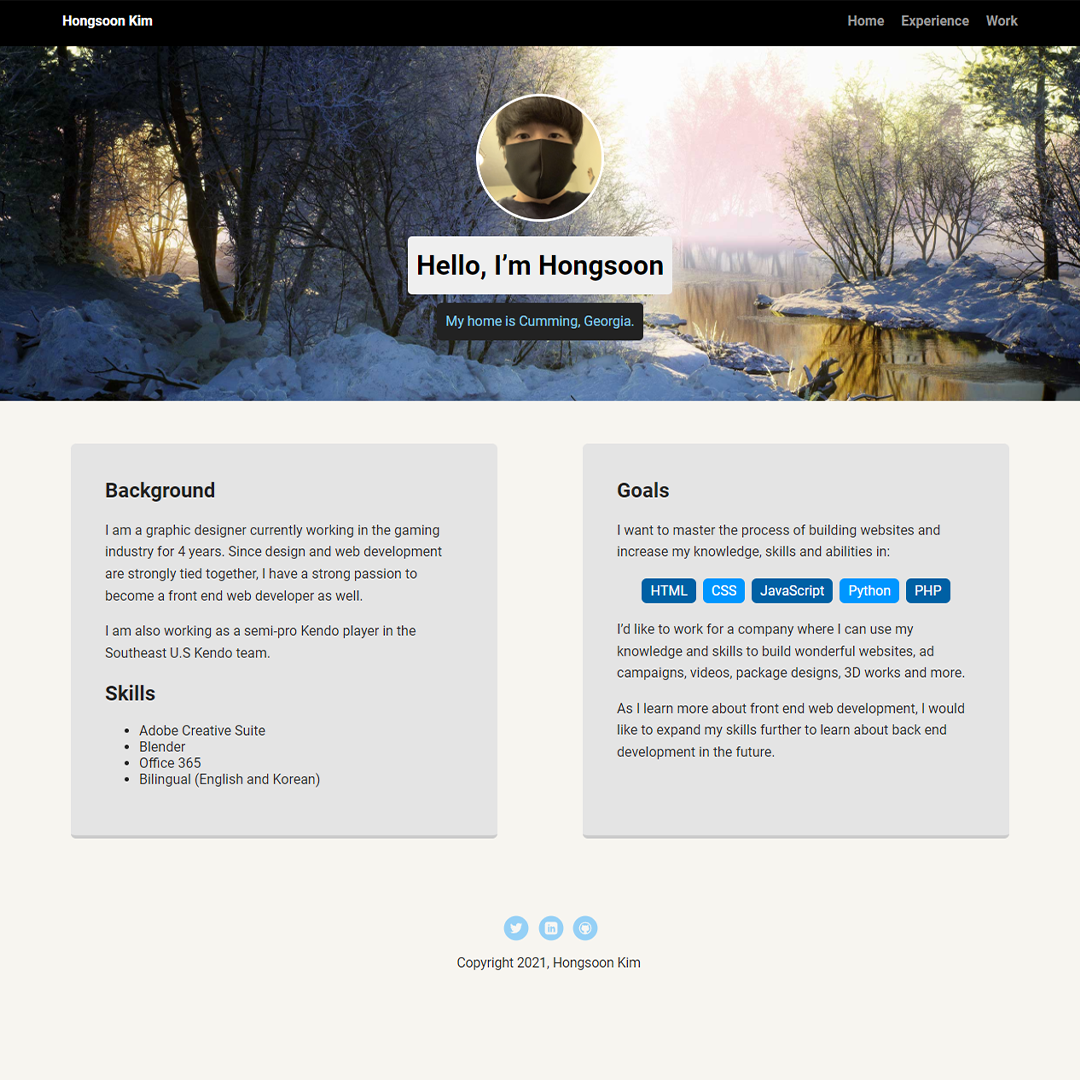 Hongsoon Kim
Home Experience Work
Hello, I’m Hongsoon
My home is Cumming, Georgia.
Background
I am a graphic designer currently working in the gaming
industry for 4 years. Since design and web development
are strongly tied together, I have a strong passion to
become a front end web developer as well.
I am also working as a semi-pro Kendo player in the
Southeast U.S Kendo team.
Skills
Adobe Creative Suite
Blender
Office 365
Bilingual (English and Korean)
Goals
I want to master the process of building websites and
increase my knowledge, skills and abilities in:
HTML CSS JavaScript Python PHP
I’d like to work for a company where I can use my
knowledge and skills to build wonderful websites, ad
campaigns, videos, package designs, 3D works and more.
As I learn more about front end web development, I would
like to expand my skills further to learn about back end
development in the future.
in
Copyright 2021, Hongsoon Kim